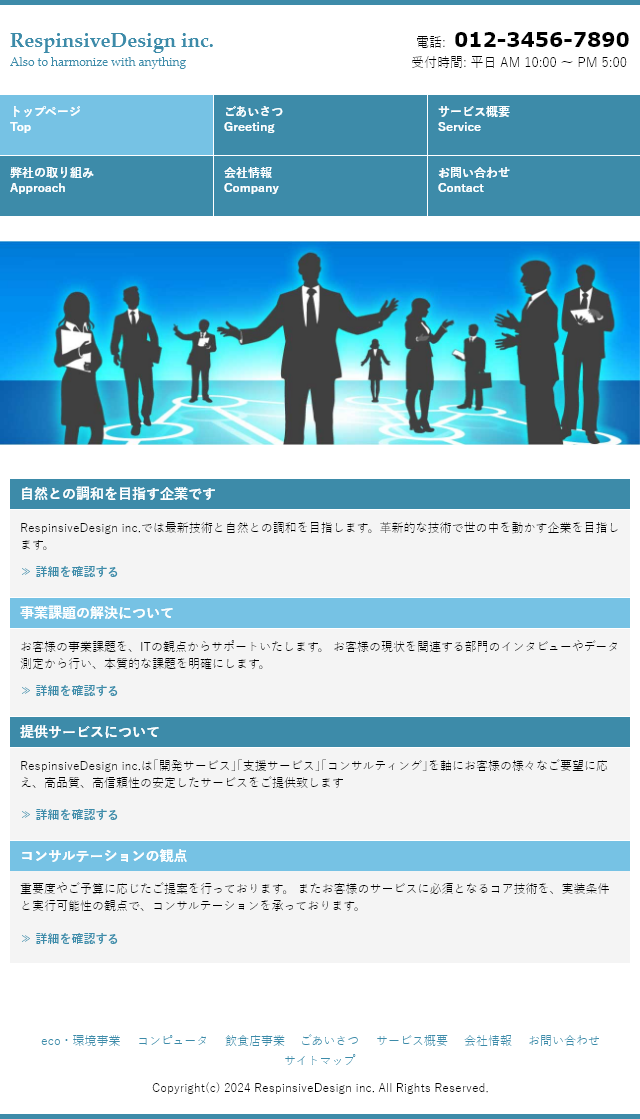 RespinsiveDesign inc.
Also to harmonize with anything
電話: 012-3456-7890
受付時間: 平日 AM 10:00 ～ PM 5:00
トップページ
Top
ごあいさつ
Greeting
サービス概要
Service
弊社の取り組み
Approach
会社情報
Company
お問い合わせ
Contact
自然との調和を目指す企業です
RespinsiveDesign inc.では最新技術と自然との調和を目指します。革新的な技術で世の中を動かす企業を目指し
ます。
≫ 詳細を確認する
事業課題の解決について
お客様の事業課題を、ITの観点からサポートいたします。 お客様の現状を関連する部門のインタビューやデータ
測定から行い、本質的な課題を明確にします。
≫ 詳細を確認する
提供サービスについて
RespinsiveDesign inc.は｢開発サービス｣｢支援サービス｣｢コンサルティング｣を軸にお客様の様々なご要望に応
え、高品質、高信頼性の安定したサービスをご提供致します
≫ 詳細を確認する
コンサルテーションの観点
重要度やご予算に応じたご提案を行っております。 またお客様のサービスに必須となるコア技術を、実装条件
と実行可能性の観点で、コンサルテーションを承っております。
≫ 詳細を確認する
eco・環境事業 コンピュータ 飲食店事業 ごあいさつ サービス概要 会社情報 お問い合わせ
サイトマップ
Copyright(c) 2024 RespinsiveDesign inc. All Rights Reserved.